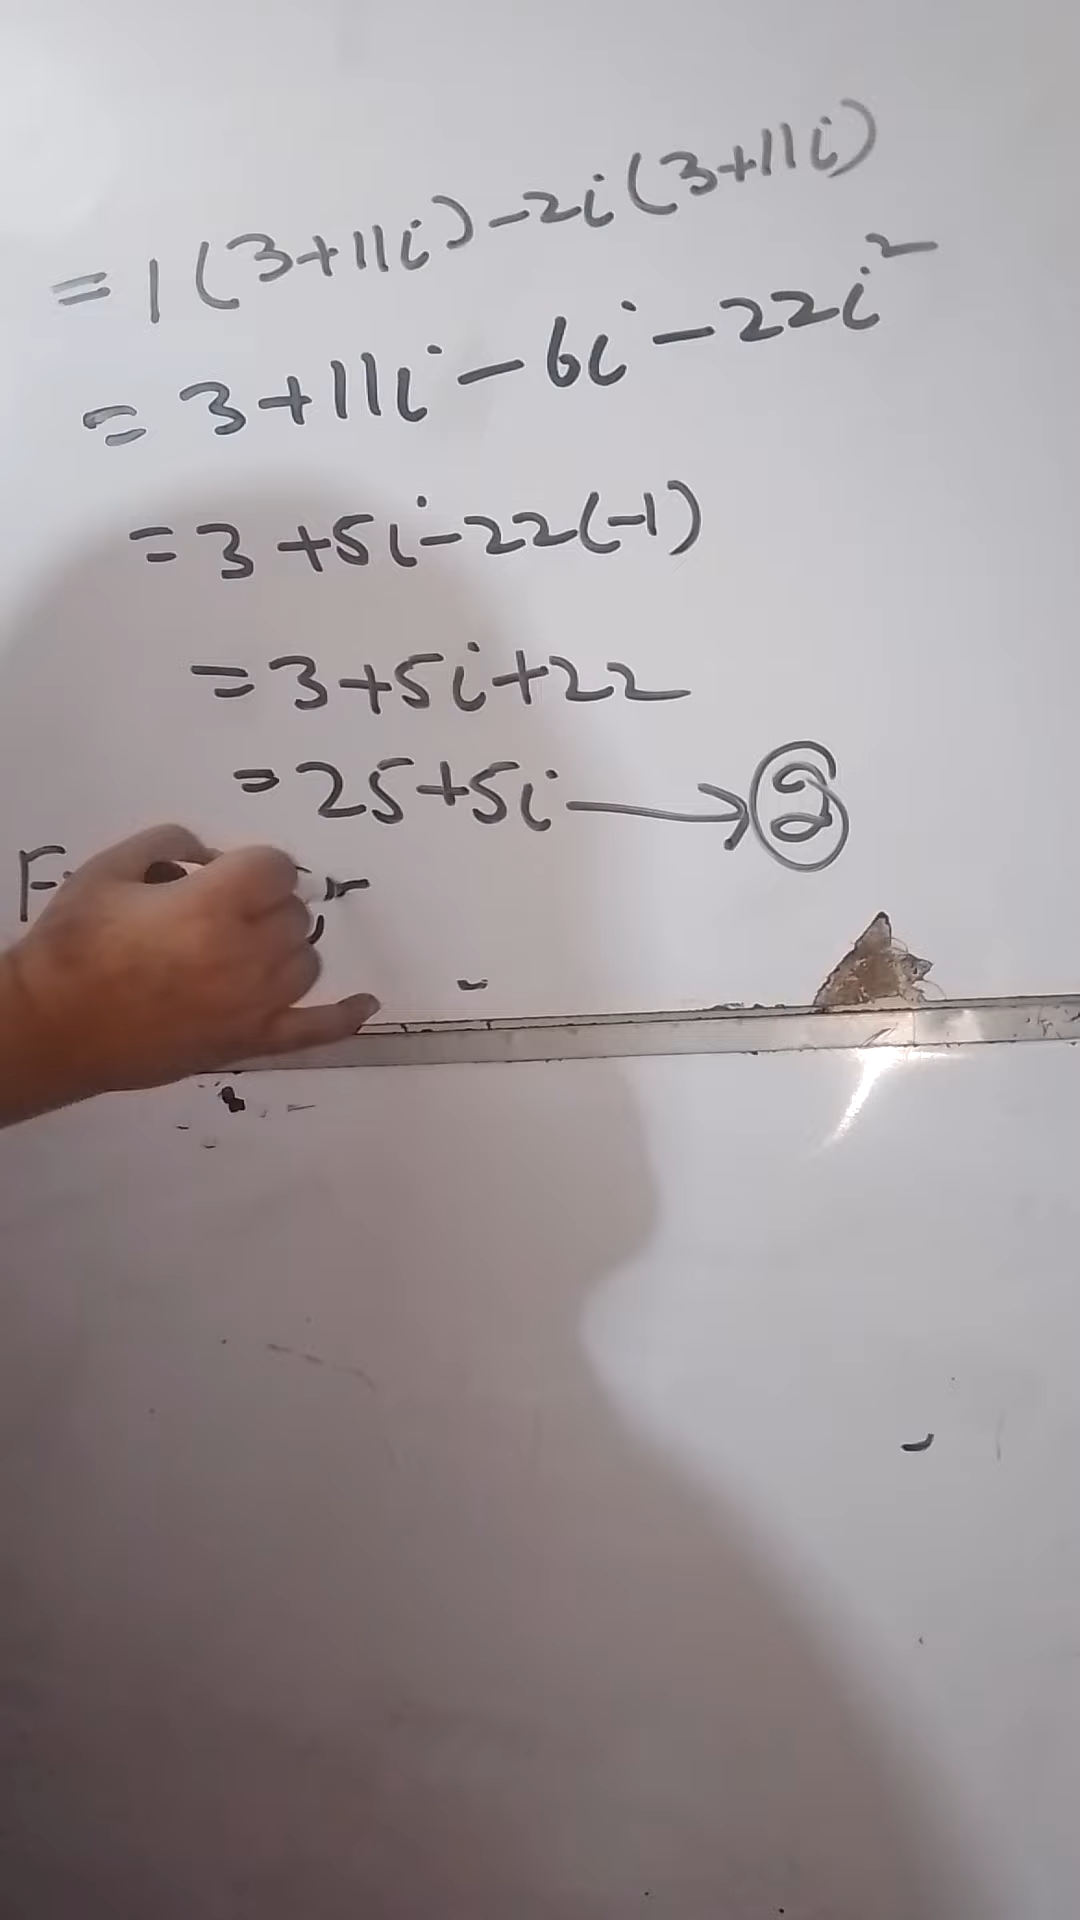 = 1(3+11i)-2i(3+11i)
= 3+11i-6i-22i²
= 3+5i-22(-1)
= 3+5i+22
= 25+5i → ②